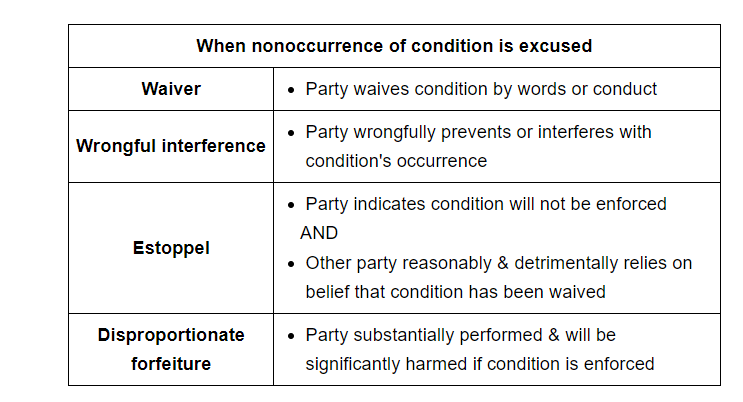 When nonoccurrence of condition is excused
Waiver
• Party waives condition by words or conduct
Wrongful interference
• Party wrongfully prevents or interferes with
condition's occurrence
Estoppel
• Party indicates condition will not be enforced
AND
• Other party reasonably & detrimentally relies on
belief that condition has been waived
Disproportionate
forfeiture
• Party substantially performed & will be
significantly harmed if condition is enforced